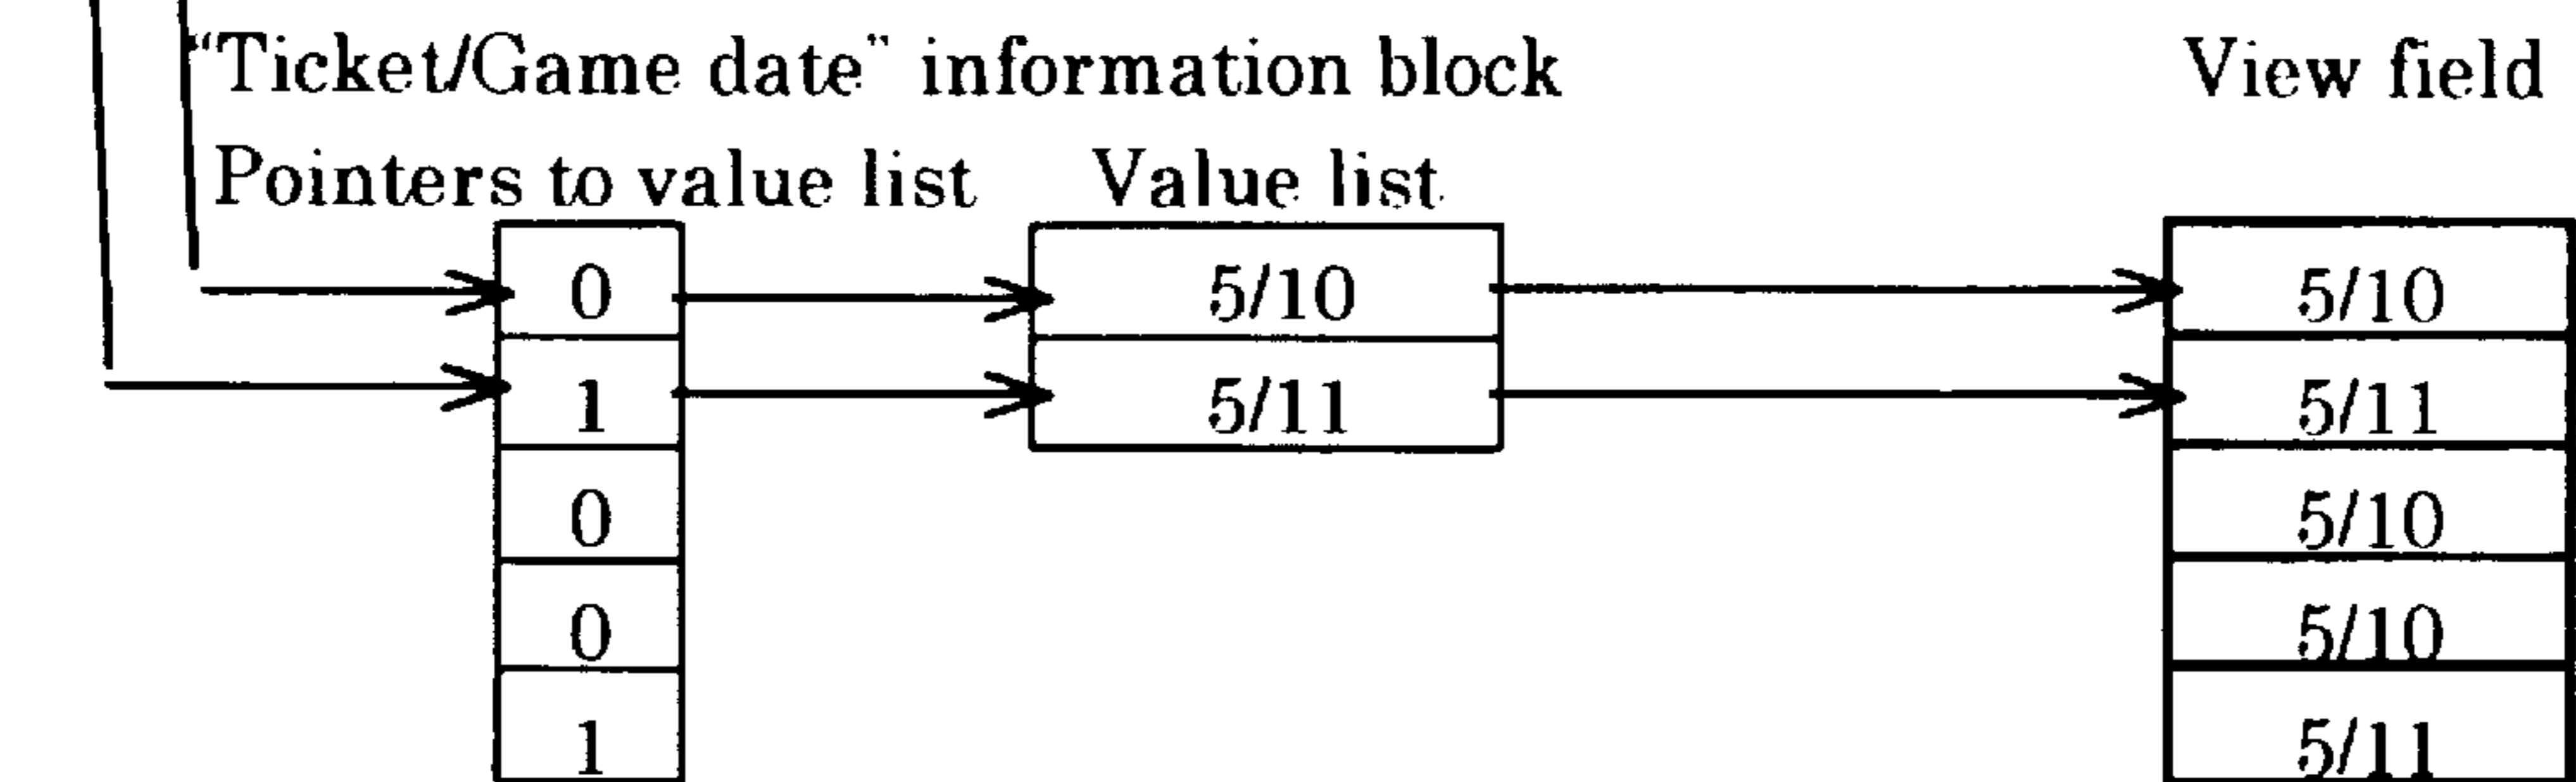 “Ticket/Game date” information block View field
Pointers to value list Value list
0 5/10 5/10
1 5/11 5/11
0 5/10
0 5/10
1 5/11